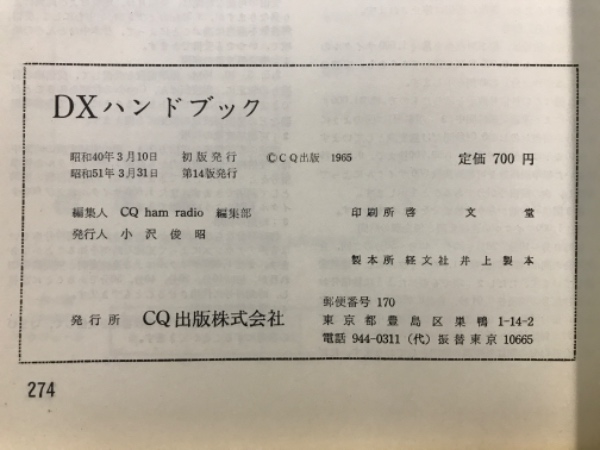 DXハンドブック
昭和40年3月10日 初版発行 ©CQ出版 1965 定価 700 円
昭和51年3月31日 第14版発行
編集人 CQ ham radio 編集部 印刷所 啓文堂
発行人 小沢俊昭
製本所 経文社井上製本
郵便番号 170
発行所 CQ出版株式会社 東京都豊島区巣鴨1-14-2
電話 944-0311(代)振替東京 10665
274